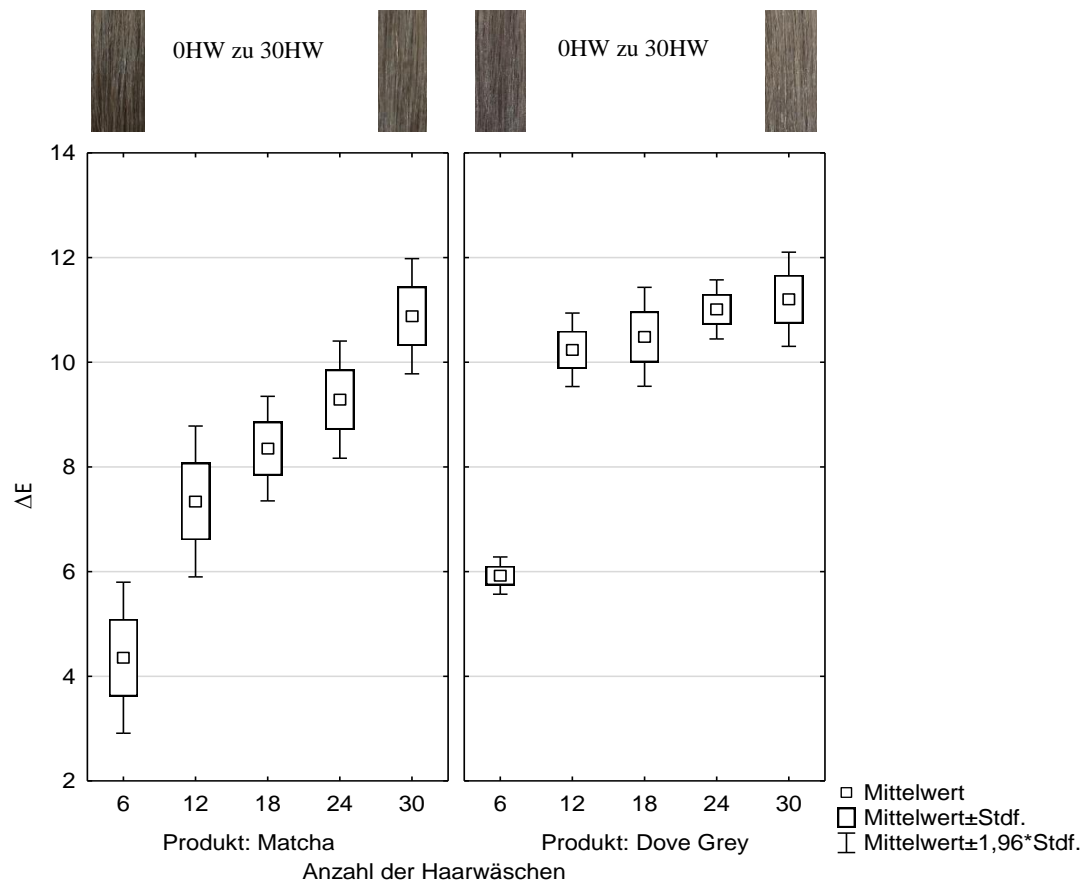 0HW zu 30HW
0HW zu 30HW
14
12
10
8
6
4
2
ΔE
6 12 18 24 30
6 12 18 24 30
Produkt: Matcha
Produkt: Dove Grey
Anzahl der Haarwäschen
Mittelwert
Mittelwert±Stdf.
Mittelwert±1,96*Stdf.